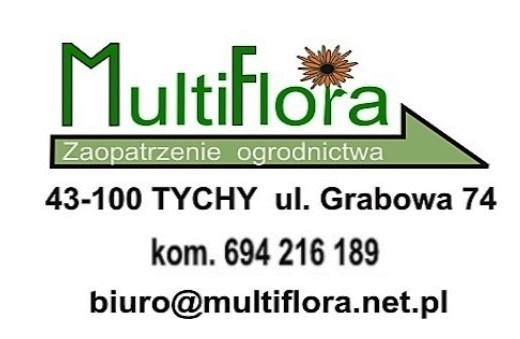 MultiFlora
Zaopatrzenie ogrodnictwa
43-100 TYCHY ul. Grabowa 74
kom. 694 216 189
biuro@multiflora.net.pl